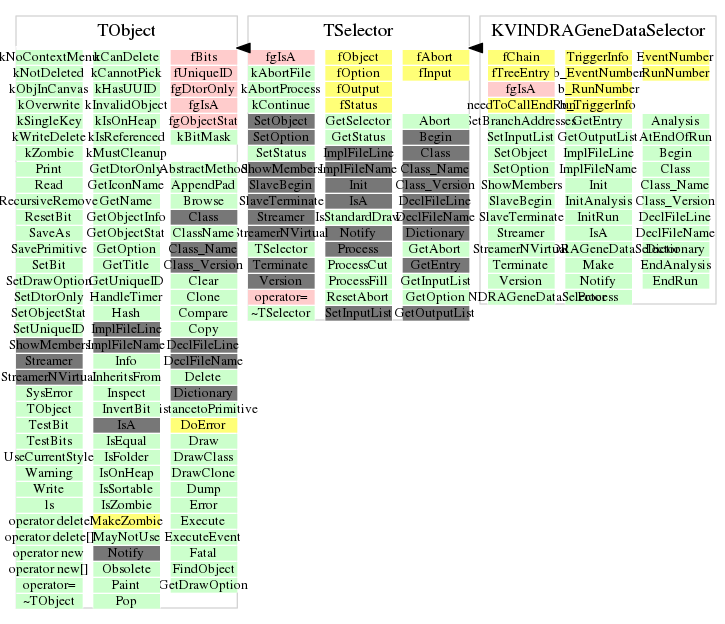 TObject
kNoContextMenu kCanDelete fBits
kNotDeleted kCannotPick fUniqueID
kObjInCanvas kHasUUID fgDtorOnly
kOverwrite kInvalidObject fgIsA
kSingleKey kIsOnHeap fgObjectStat
kWriteDelete kIsReferenced kBitMask
kZombie kMustCleanup
Print GetDtorOnly AbstractMethod
Read GetIconName AppendPad
RecursiveRemove GetName Browse
ResetBit GetObjectInfo Class
SaveAs GetObjectStat ClassName
SavePrimitive GetOption Class_Name
SetBit GetTitle Class_Version
SetDrawOption GetUniqueID Clear
SetDtorOnly HandleTimer Clone
SetObjectStat Hash Compare
SetUniqueID ImplFileLine Copy
ShowMembers ImplFileName DeclFileLine
Streamer Info DeclFileName
StreamerNVirtual InheritsFrom Delete
SysError Inspect Dictionary
TObject InvertBit DistancetoPrimitive
TestBit IsA DoError
TestBits IsEqual Draw
UseCurrentStyle IsFolder DrawClass
Warning IsOnHeap DrawClone
Write IsSortable Dump
ls IsZombie Error
operator delete MakeZombie Execute
operator delete[] MayNotUse ExecuteEvent
operator new Notify Fatal
operator new[] Obsolete FindObject
operator= Paint GetDrawOption
~TObject Pop
TSelector
fgIsA fObject fAbort
kAbortFile fOption fInput
kAbortProcess fOutput
kContinue fStatus
SetObject GetSelector Abort
SetOption GetStatus Begin
SetStatus ImplFileLine Class
ShowMembers ImplFileName Class_Name
SlaveBegin Init Class_Version
SlaveTerminate IsA DeclFileLine
Streamer IsStandardDraw DeclFileName
StreamerNVirtual Notify Dictionary
TSelector Process GetAbort
Terminate ProcessCut GetEntry
Version ProcessFill GetInputList
operator= ResetAbort GetOption
~TSelector SetInputList GetOutputList
KVINDRAGeneDataSelector
fChain TriggerInfo EventNumber
fTreeEntry b_EventNumber RunNumber
fgIsA b_RunNumber
needToCallEndRun b_TriggerInfo
SetBranchAddresses GetEntry Analysis
SetInputList GetOutputList AtEndOfRun
SetObject ImplFileLine Begin
SetOption ImplFileName Class
ShowMembers Init Class_Name
SlaveBegin InitAnalysis Class_Version
SlaveTerminate InitRun DeclFileLine
Streamer IsA DeclFileName
StreamerNVirtual KVINDRAGeneDataSelector Dictionary
Terminate Make EndAnalysis
Version Notify EndRun
~KVINDRAGeneDataSelector Process